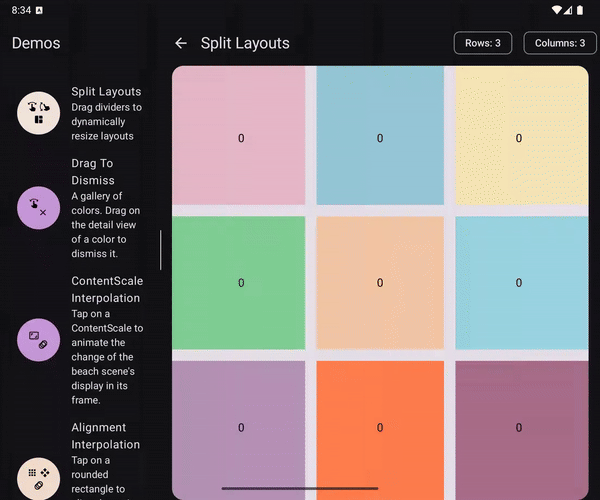 8:34
Demos
Split Layouts
Rows: 3
Columns: 3
Split Layouts
Drag dividers to
dynamically
resize layouts
Drag To
Dismiss
A gallery of
colors. Drag on
the detail view
of a color to
dismiss it.
ContentScale
Interpolation
Tap on a
ContentScale to
animate the
change of the
beach scene's
display in its
frame.
Alignment
Interpolation
Tap on a
rounded
rectangle to
0
0
0
0
0
0
0
0
0